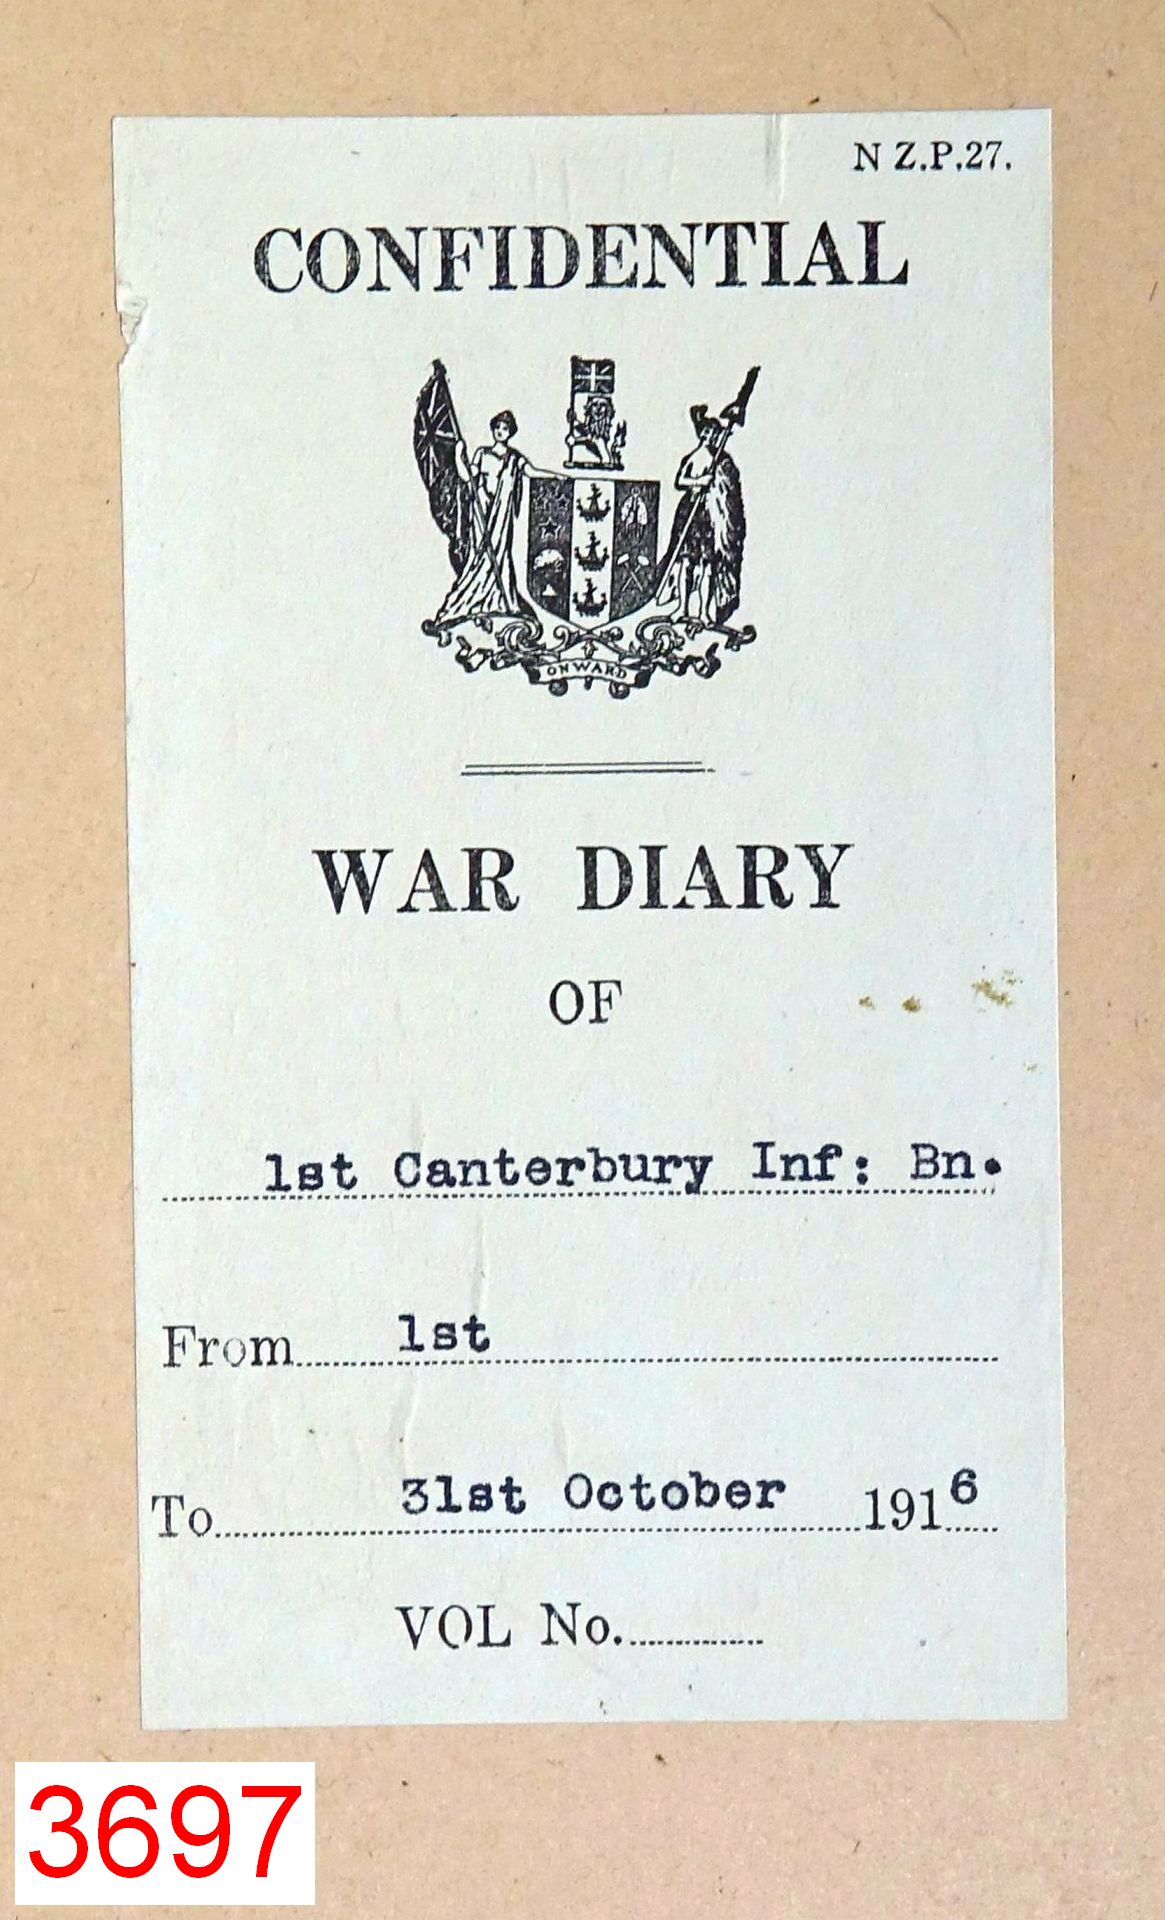 N Z.P.27.
CONFIDENTIAL
ONWARD
WAR DIARY
OF
1st Canterbury Inf: Bn.
From 1st
To 31st October 1916
VOL No.
3697